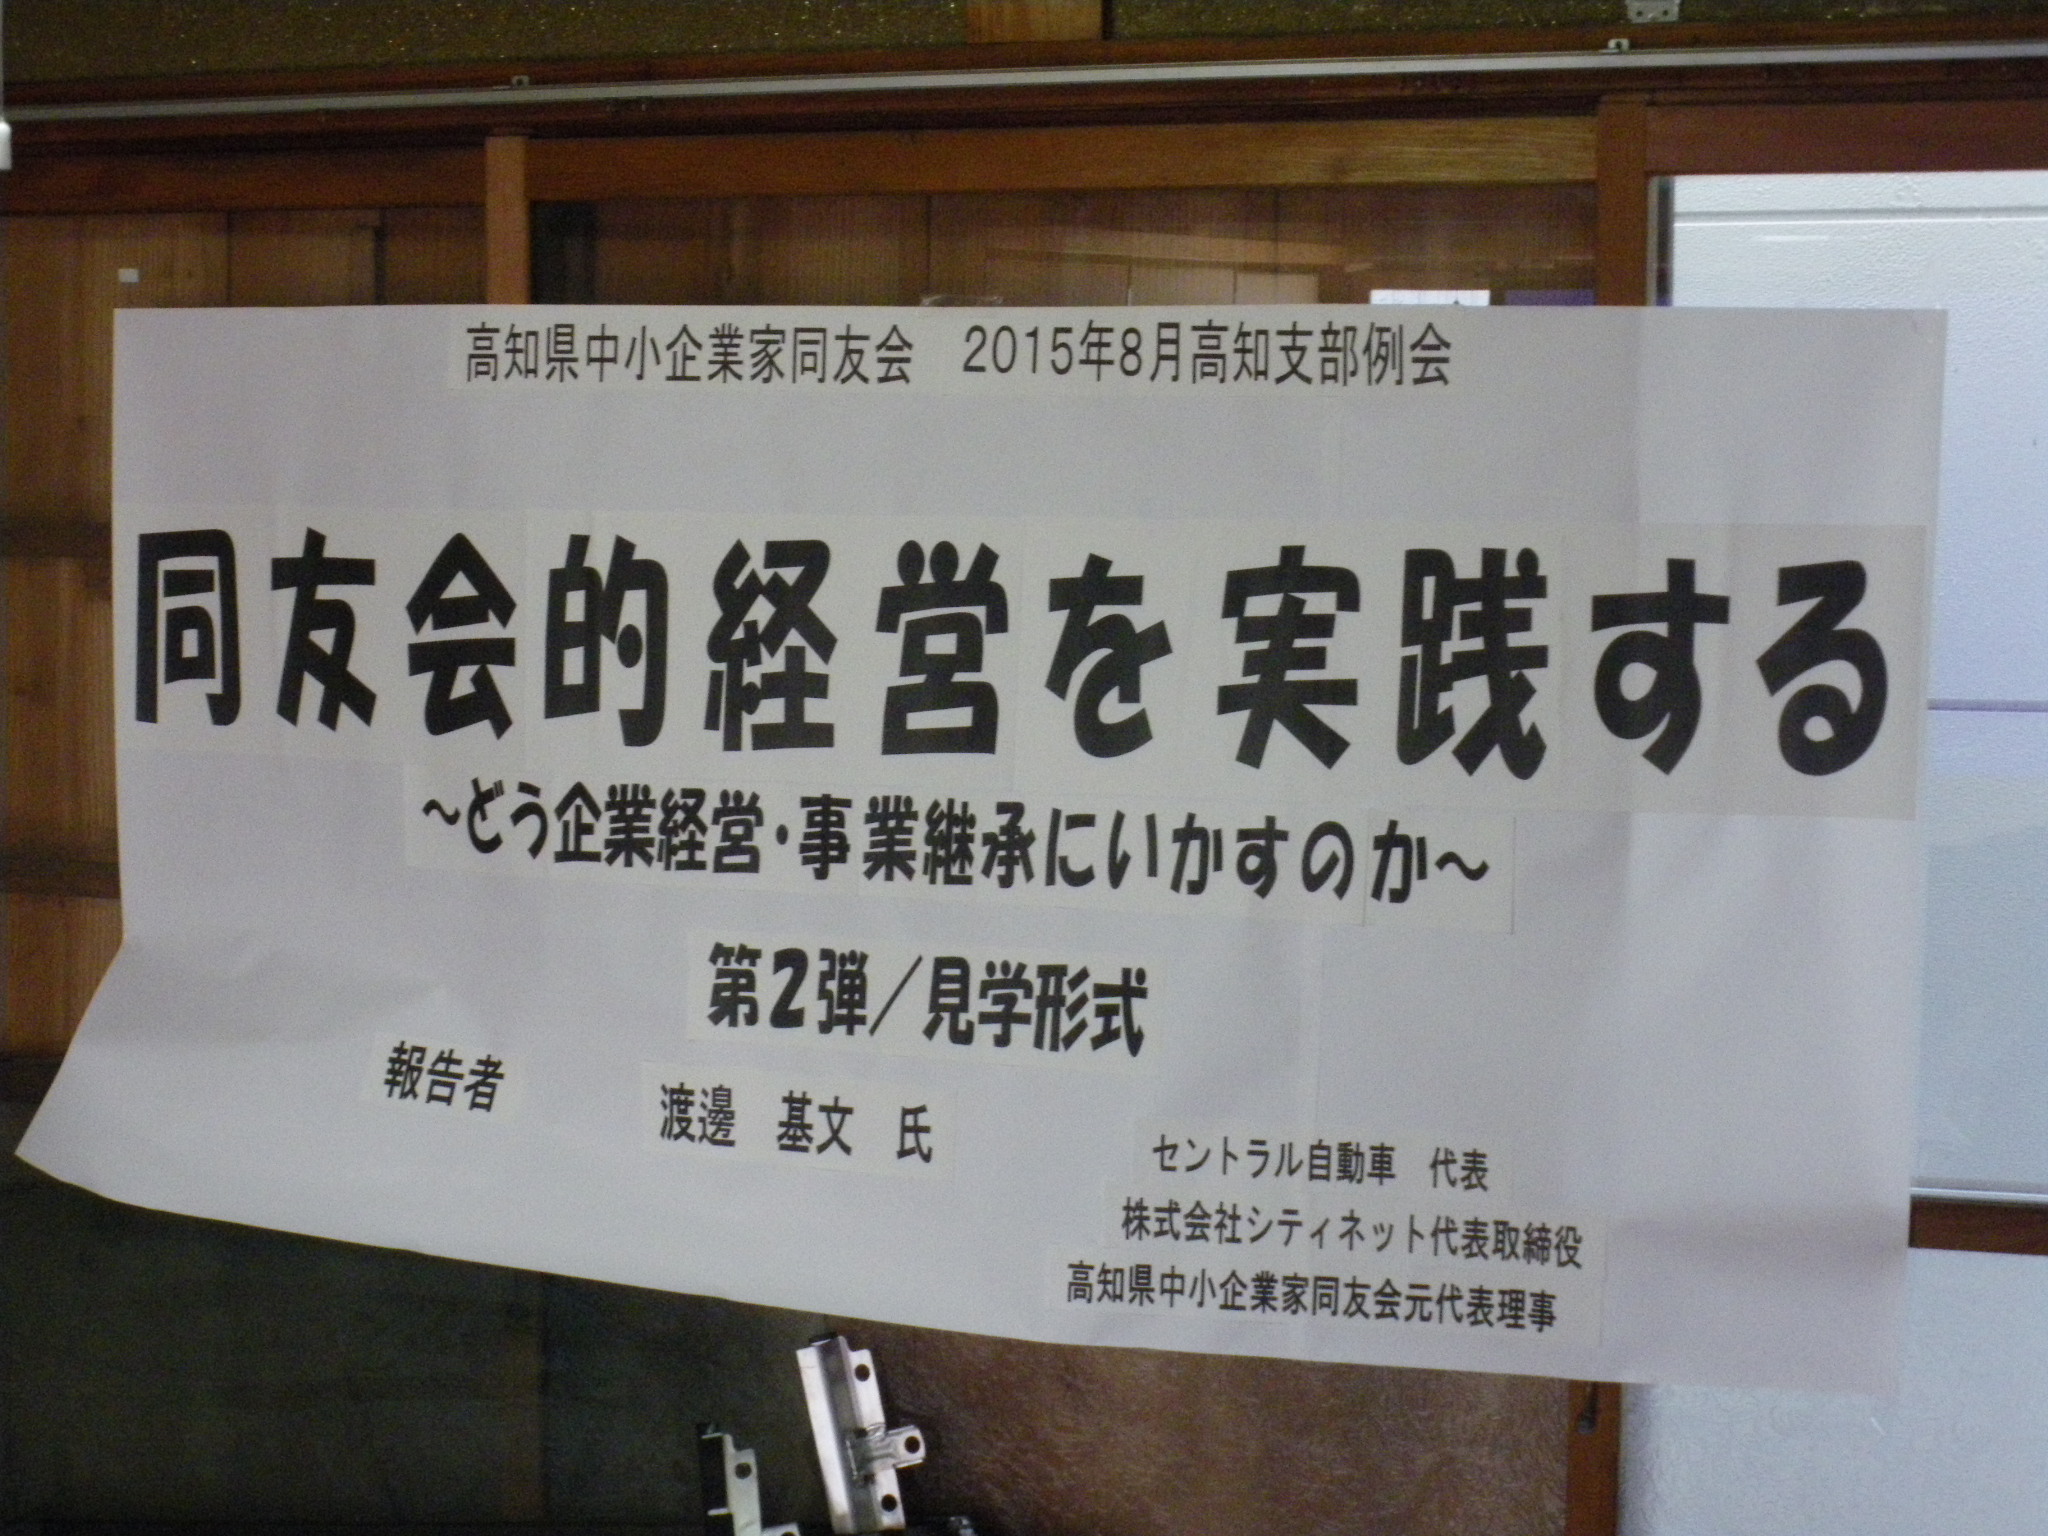 高知県中小企業家同友会　2015年8月高知支部例会
同友会的経営を実践する
～どう企業経営・事業継承にいかすのか～
第2弾／見学形式
報告者　渡邊　基文　氏
セントラル自動車　代表
株式会社シティネット代表取締役
高知県中小企業家同友会元代表理事